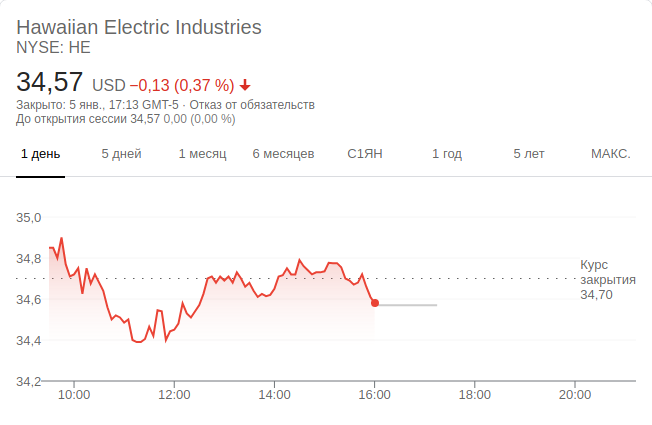 Hawaiian Electric Industries
NYSE: HE
34,57 USD −0,13 (0,37 %)
Закрыто: 5 янв., 17:13 GMT-5 · Отказ от обязательств
До открытия сессии 34,57 0,00 (0,00 %)
1 день 5 дней 1 месяц 6 месяцев С1ЯН 1 год 5 лет МАКС.
35,0
34,8
Курс
закрытия
34,70
34,6
34,4
34,2
10:00 12:00 14:00 16:00 18:00 20:00